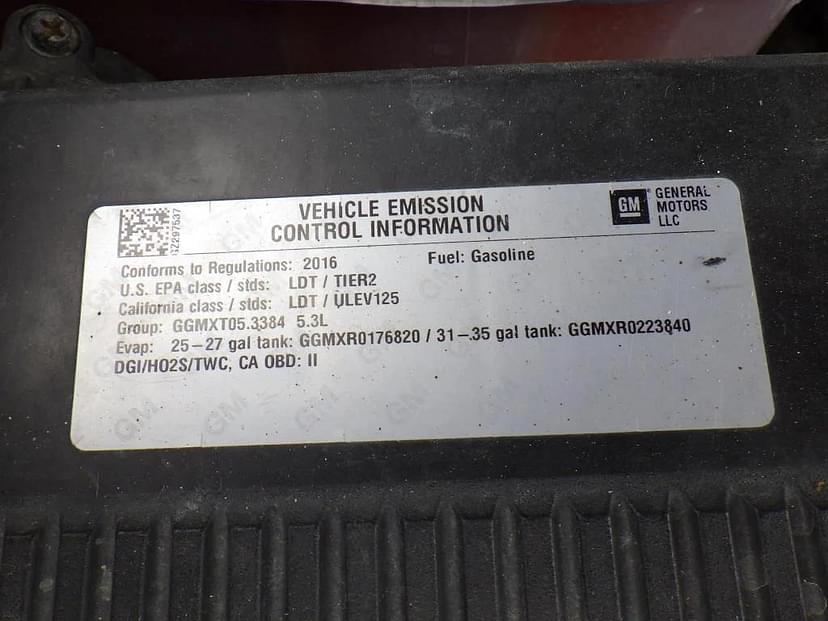 VEHICLE EMISSION
CONTROL INFORMATION
GM
GENERAL
MOTORS
LLC
GZ297537
Conforms to Regulations: 2016 Fuel: Gasoline
U.S. EPA class / stds: LDT / TIER2
California class / stds: LDT / ULEV125
Group: GGMXT05.3384 5.3L
Evap: 25-27 gal tank: GGMXR0176820 / 31-35 gal tank: GGMXR0223840
DGI/HO2S/TWC, CA OBD: II